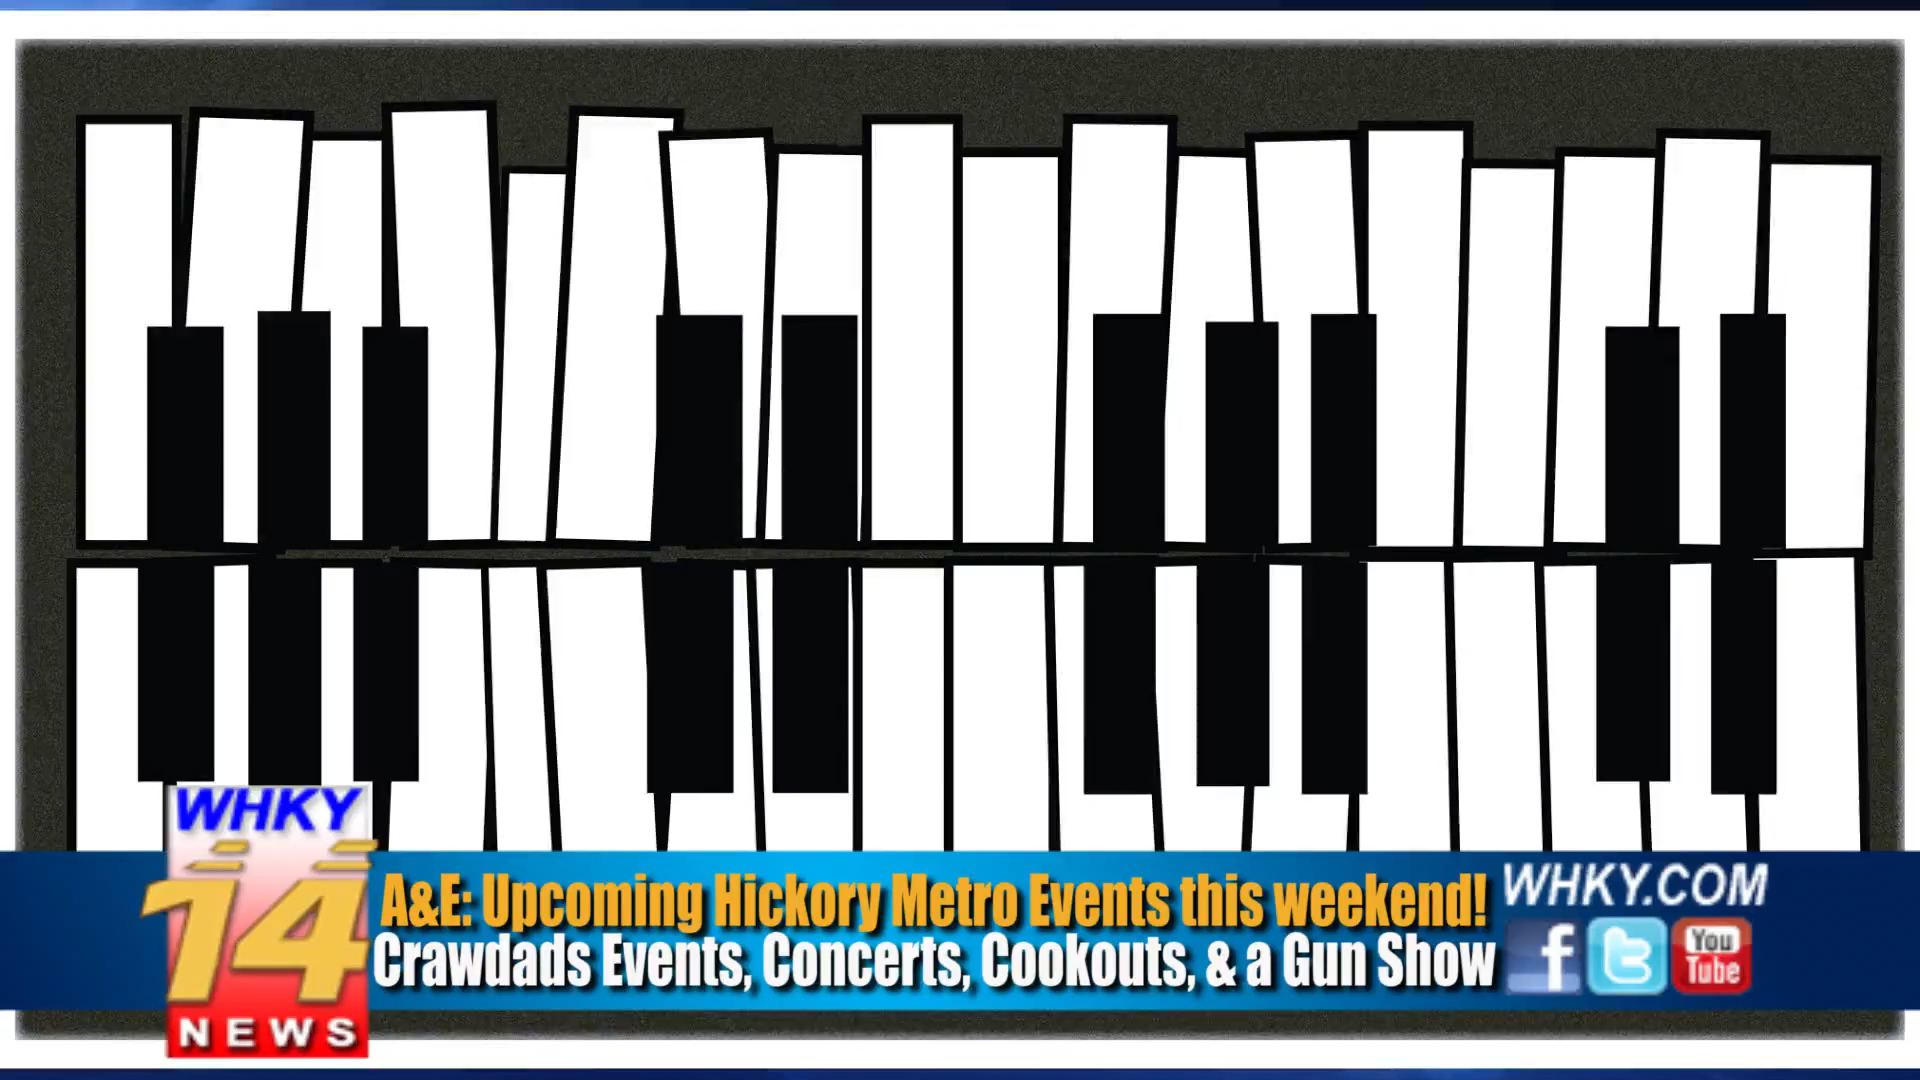 WHKY
14
NEWS
A&E: Upcoming Hickory Metro Events this weekend!
Crawdads Events, Concerts, Cookouts, & a Gun Show
WHKY.COM
f
t
You
Tube